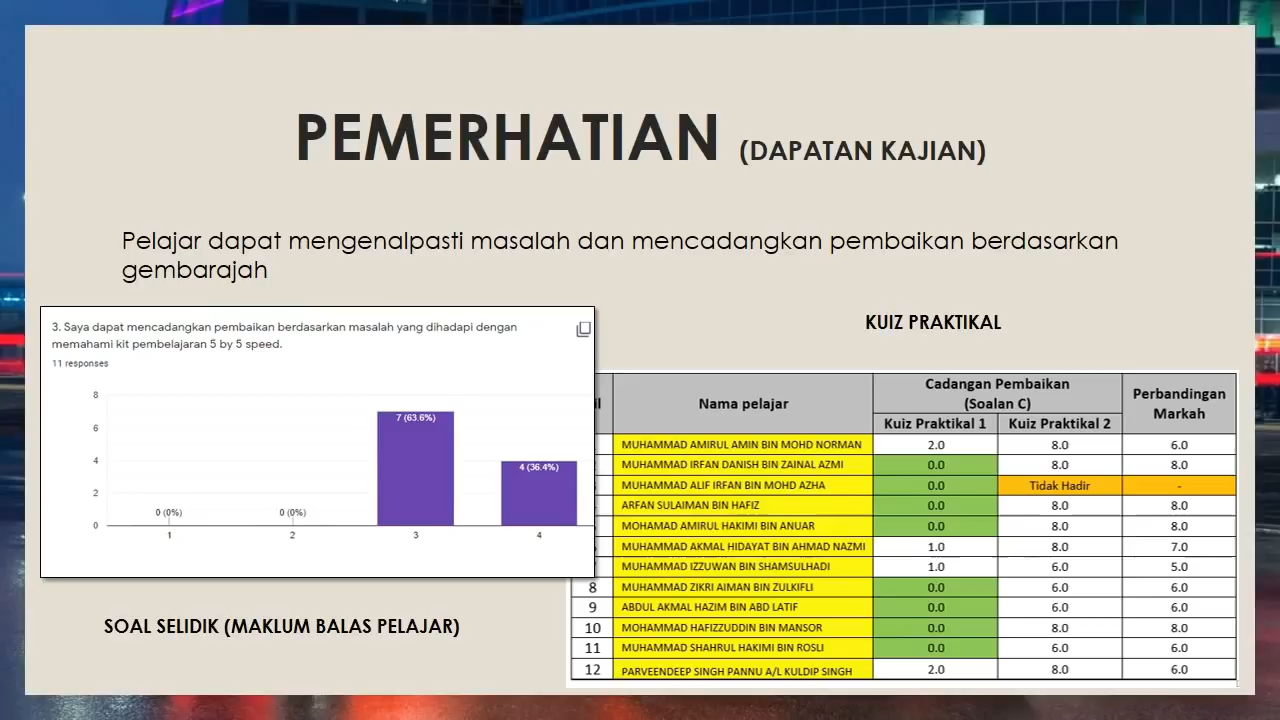 PEMERHATIAN (DAPATAN KAJIAN)
Pelajar dapat mengenalpasti masalah dan mencadangkan pembaikan berdasarkan
gembarajah
3. Saya dapat mencadangkan pembaikan berdasarkan masalah yang dihadapi dengan
memahami kit pembelajaran 5 by 5 speed.
11 responses
8
6
4
2
0
0 (0%)
0 (0%)
7 (63.6%)
4 (36.4%)
1 2 3 4
SOAL SELIDIK (MAKLUM BALAS PELAJAR)
KUIZ PRAKTIKAL
Nama pelajar
Cadangan Pembaikan
(Soalan C)
Perbandingan
Markah
Kuiz Praktikal 1 Kuiz Praktikal 2
MUHAMMAD AMIRUL AMIN BIN MOHD NORMAN 2.0 8.0 6.0
MUHAMMAD IRFAN DANISH BIN ZAINAL AZMI 0.0 8.0 8.0
MUHAMMAD ALIF IRFAN BIN MOHD AZHA 0.0 Tidak Hadir -
ARFAN SULAIMAN BIN HAFIZ 0.0 8.0 8.0
MOHAMAD AMIRUL HAKIMI BIN ANUAR 0.0 8.0 8.0
MUHAMMAD AKMAL HIDAYAT BIN AHMAD NAZMI 1.0 8.0 7.0
MUHAMMAD IZZUWAN BIN SHAMSULHADI 1.0 6.0 5.0
8 MUHAMMAD ZIKRI AIMAN BIN ZULKIFLI 0.0 6.0 6.0
9 ABDUL AKMAL HAZIM BIN ABD LATIF 0.0 6.0 6.0
10 MOHAMMAD HAFIZZUDDIN BIN MANSOR 0.0 8.0 8.0
11 MUHAMMAD SHAHRUL HAKIMI BIN ROSLI 0.0 6.0 6.0
12 PARVEENDEEP SINGH PANNU A/L KULDIP SINGH 2.0 8.0 6.0